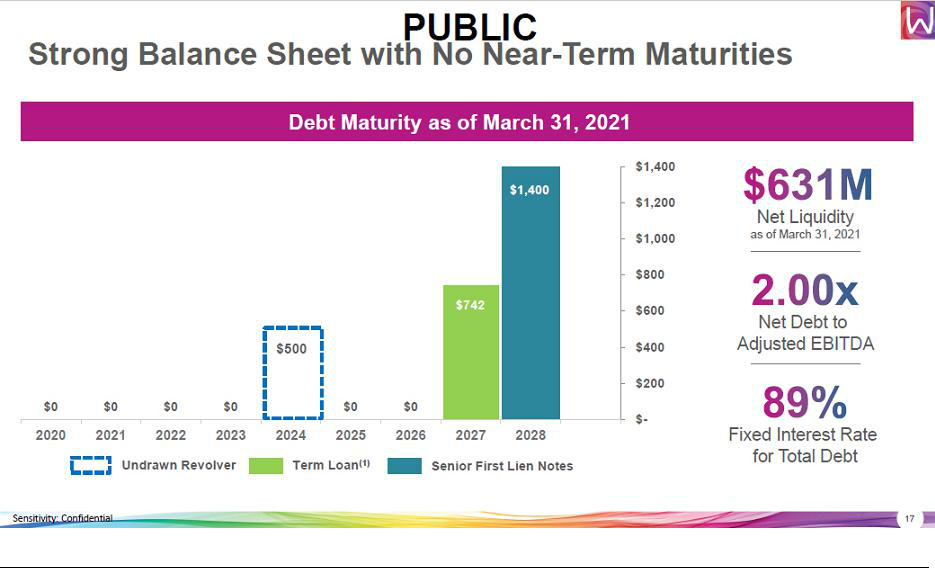 PUBLIC
Strong Balance Sheet with No Near-Term Maturities
Debt Maturity as of March 31, 2021
$1,400
$1,200
$1,000
$800
$600
$400
$200
$-
$0
$0
$0
$0
$500
$0
$0
$742
$1,400
2020 2021 2022 2023 2024 2025 2026 2027 2028
Undrawn Revolver Term Loan(1) Senior First Lien Notes
$631M
Net Liquidity
as of March 31, 2021
2.00x
Net Debt to
Adjusted EBITDA
89%
Fixed Interest Rate
for Total Debt
Sensitivity: Confidential
17